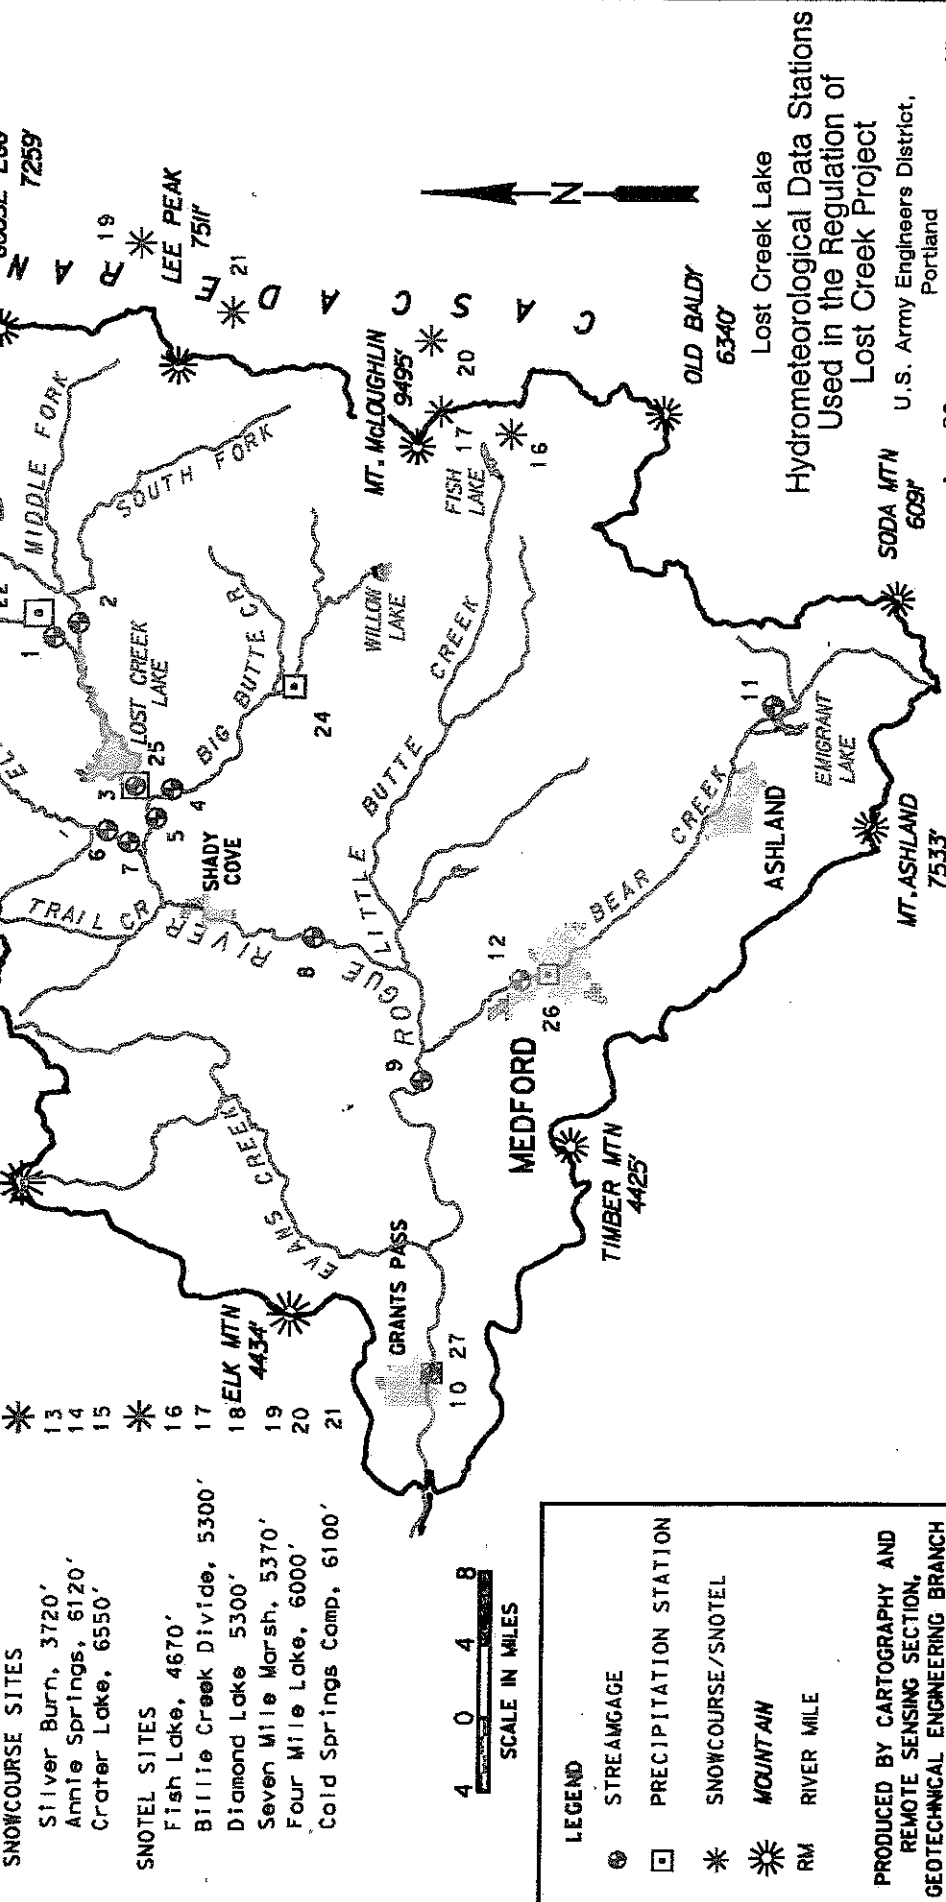 SNOWCOURSE SITES
Silver Burn, 3720' 13
Annie Springs, 6120' 14
Crater Lake, 6550' 15
SNOTEL SITES
Fish Lake, 4670' 16
Billie Creek Divide, 5300' 17
Diamond Lake 5300' 18
Seven Mile Marsh, 5370' 19
Four Mile Lake, 6000' 20
Cold Springs Camp, 6100' 21
4 0 4 8
SCALE IN MILES
LEGEND
STREAMGAGE
PRECIPITATION STATION
SNOWCOURSE/SNOTEL
MOUNTAIN
RM RIVER MILE
PRODUCED BY CARTOGRAPHY AND
REMOTE SENSING SECTION,
GEOTECHNICAL ENGINEERING BRANCH
ELK MTN
4434'
GRANTS PASS
10 27
EVANS CREEK
TRAIL CR
ROGUE RIVER
SHADY
COVE
6
7
5
3
25
4
LOST CREEK
LAKE
1
2
MIDDLE FORK
SOUTH FORK
BIG BUTTE CR
24
WILLOW
LAKE
8
9
LITTLE BUTTE CREEK
FISH
LAKE
MT. McLOUGHLIN
9495'
17
16
20
21
19
7259'
LEE PEAK
7511'
CASCADE RAN
N
MEDFORD
12
26
BEAR CREEK
ASHLAND
11
EMIGRANT
LAKE
TIMBER MTN
4425'
MT. ASHLAND
7533'
SODA MTN
6091'
OLD BALDY
6340'
Lost Creek Lake
Hydrometeorological Data Stations
Used in the Regulation of
Lost Creek Project
U.S. Army Engineers District,
Portland